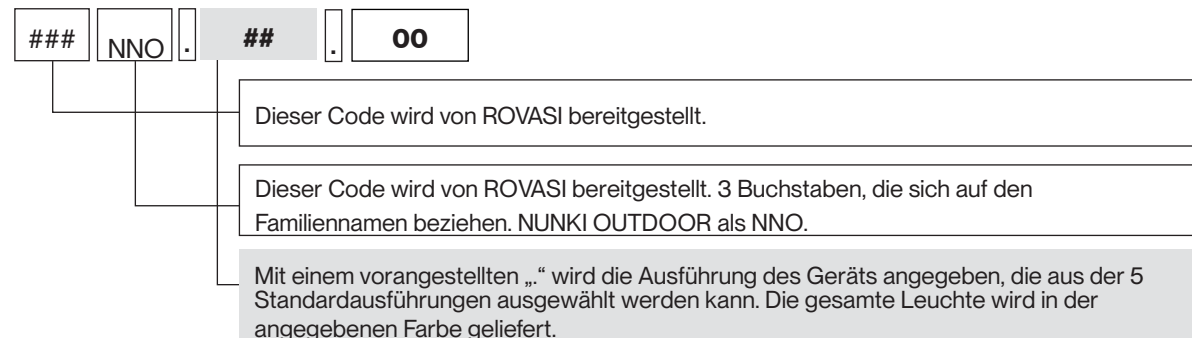 ### NNO . ## . 00
Dieser Code wird von ROVASI bereitgestellt.
Dieser Code wird von ROVASI bereitgestellt. 3 Buchstaben, die sich auf den
Familiennamen beziehen. NUNKI OUTDOOR als NNO.
Mit einem vorangestellten „.“ wird die Ausführung des Geräts angegeben, die aus der 5
Standardausführungen ausgewählt werden kann. Die gesamte Leuchte wird in der
angegebenen Farbe geliefert.